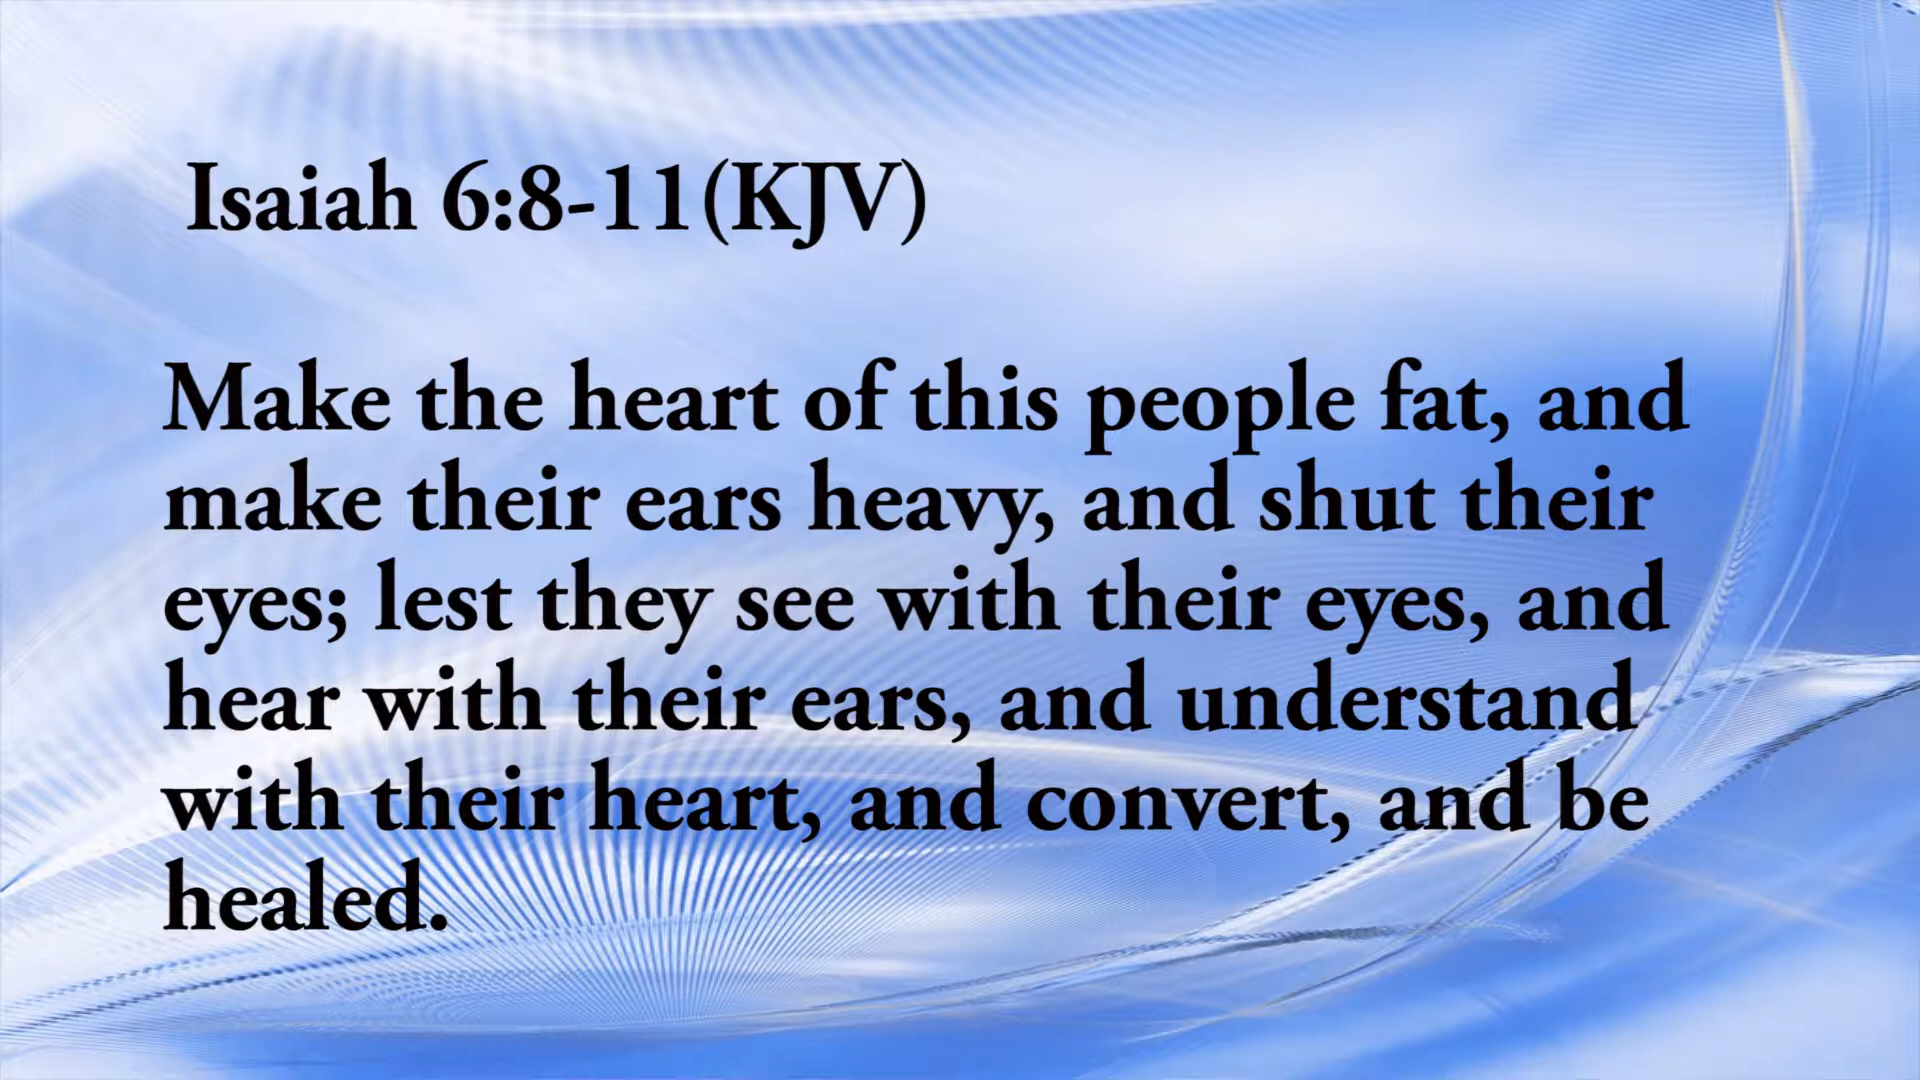 Isaiah 6:8-11(KJV)
Make the heart of this people fat, and
make their ears heavy, and shut their
eyes; lest they see with their eyes, and
hear with their ears, and understand
with their heart, and convert, and be
healed.